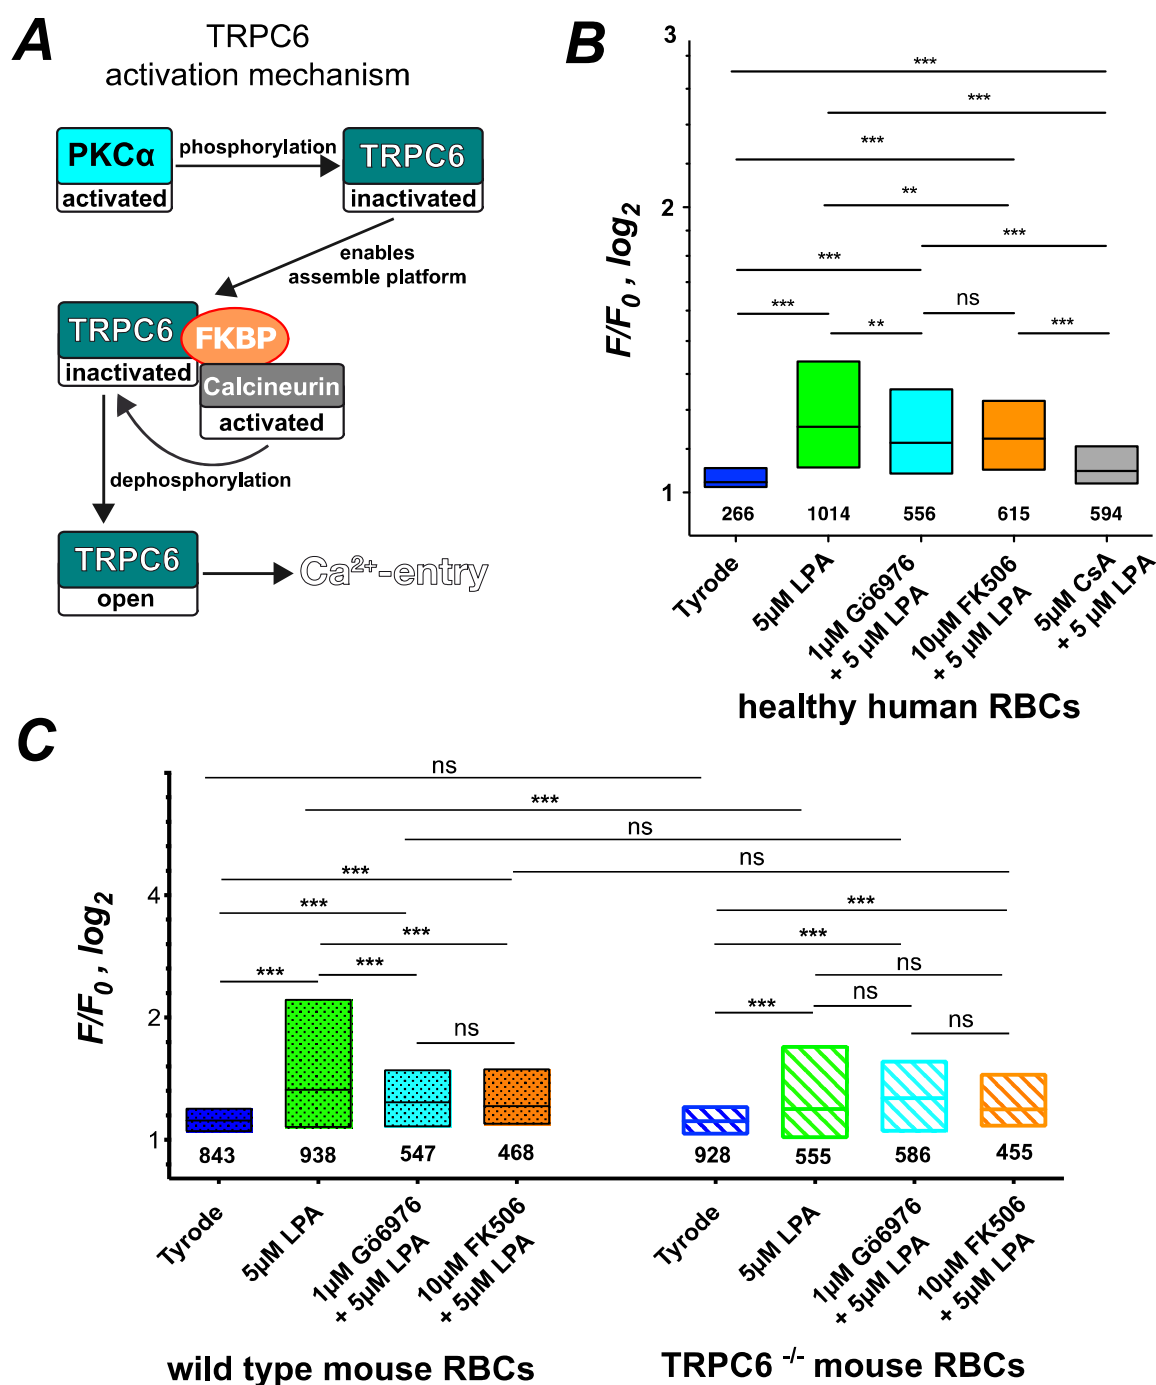 A
TRPC6
activation mechanism
PKCα
activated
phosphorylation
TRPC6
inactivated
enables
assemble platform
TRPC6
inactivated
FKBP
Calcineurin
activated
dephosphorylation
TRPC6
open
Ca²⁺-entry
B
F/F₀ , log₂
3
2
1
***
***
***
**
***
***
ns
***
**
***
266
1014
556
615
594
Tyrode
5µM LPA
1µM Gö6976
+ 5 µM LPA
10µM FK506
+ 5 µM LPA
5µM CsA
+ 5 µM LPA
healthy human RBCs
C
F/F₀ , log₂
4
2
1
ns
***
ns
ns
***
***
***
***
***
ns
***
***
ns
***
ns
ns
843
938
547
468
928
555
586
455
Tyrode
5µM LPA
1µM Gö6976
+ 5µM LPA
10µM FK506
+ 5µM LPA
Tyrode
5µM LPA
1µM Gö6976
+ 5µM LPA
10µM FK506
+ 5µM LPA
wild type mouse RBCs
TRPC6 ⁻/⁻ mouse RBCs